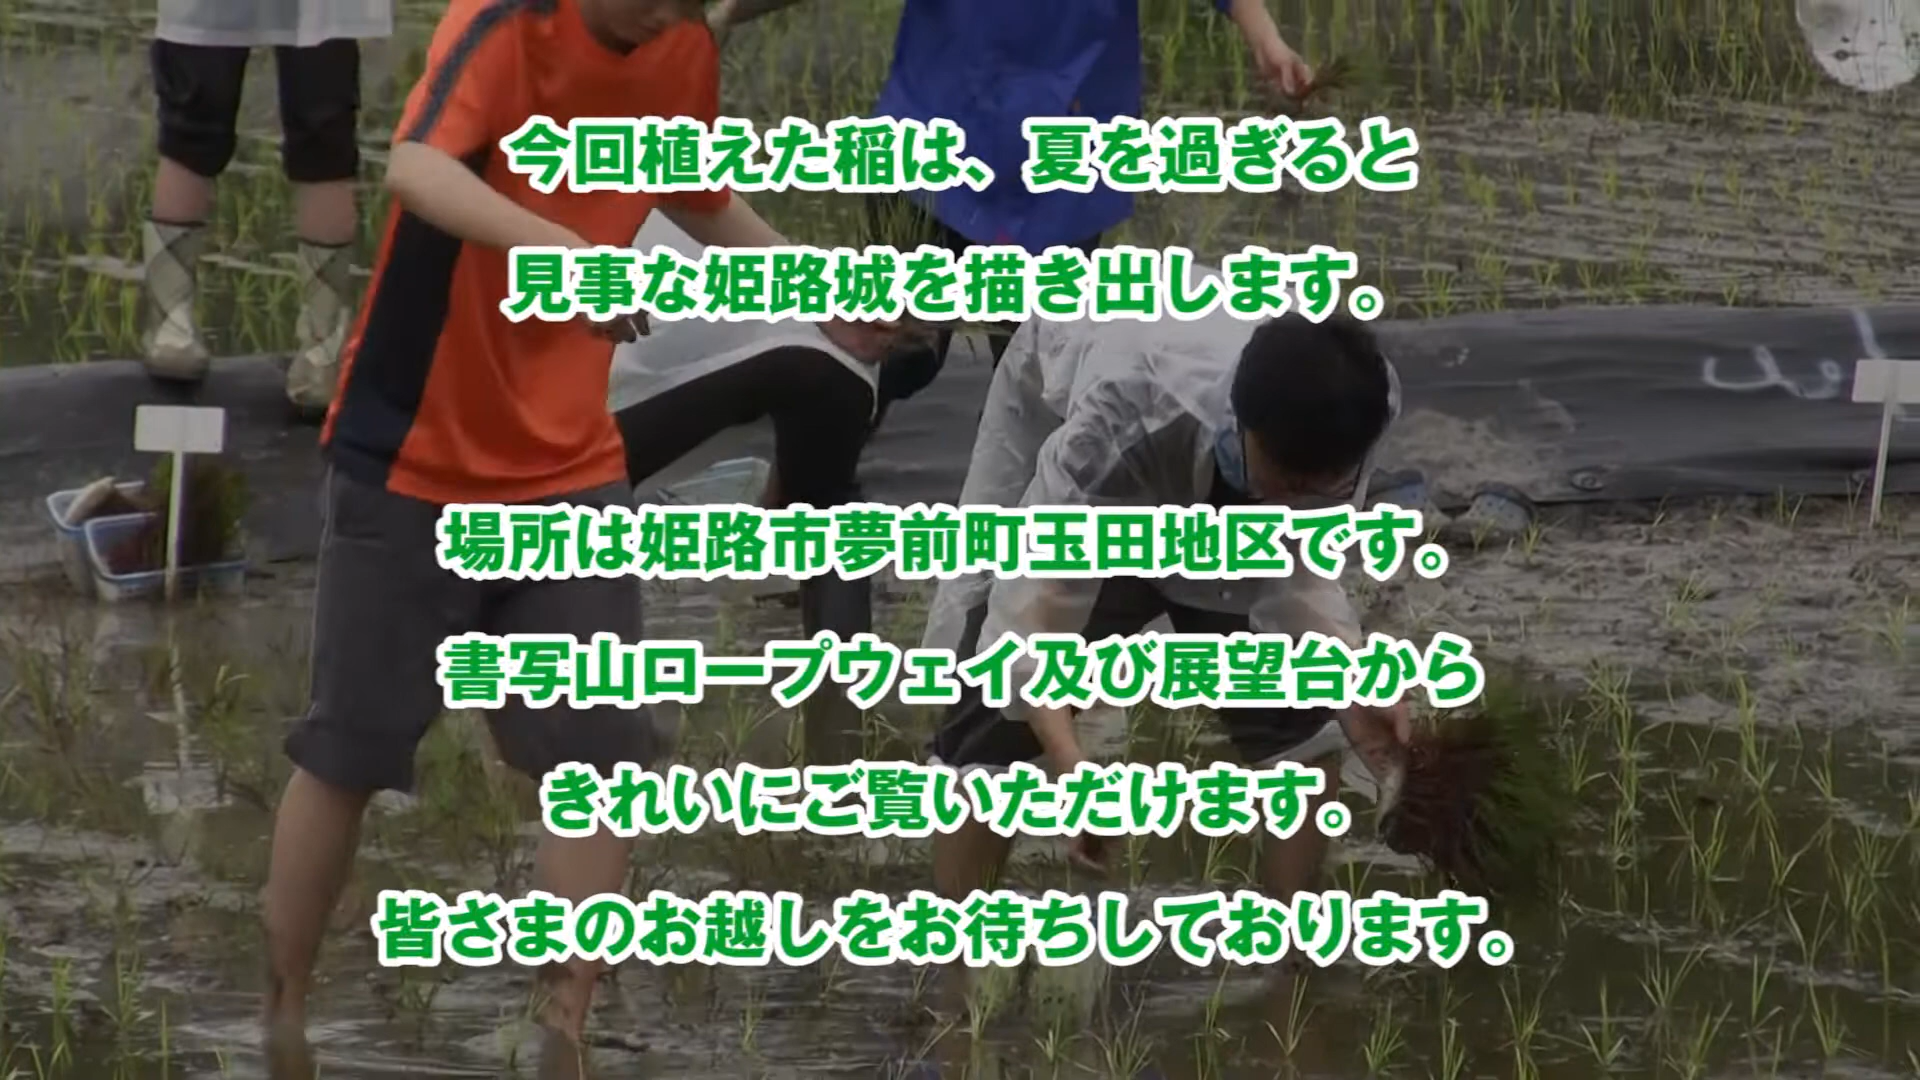 今回植えた稲は、夏を過ぎると
見事な姫路城を描き出します。
場所は姫路市夢前町玉田地区です。
書写山ロープウェイ及び展望台から
きれいにご覧いただけます。
皆さまのお越しをお待ちしております。